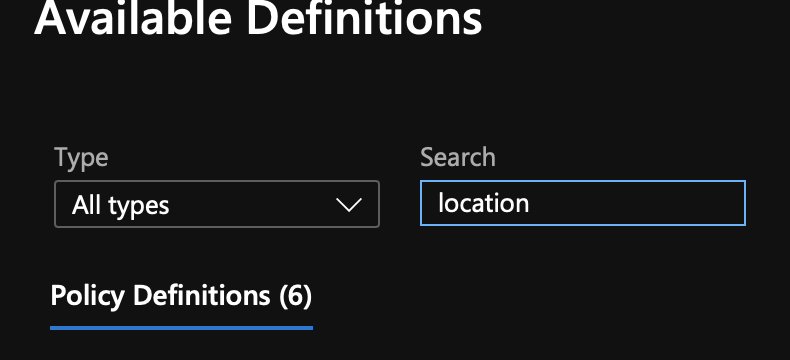 Available Definitions
Type
Search
All types
location
Policy Definitions (6)